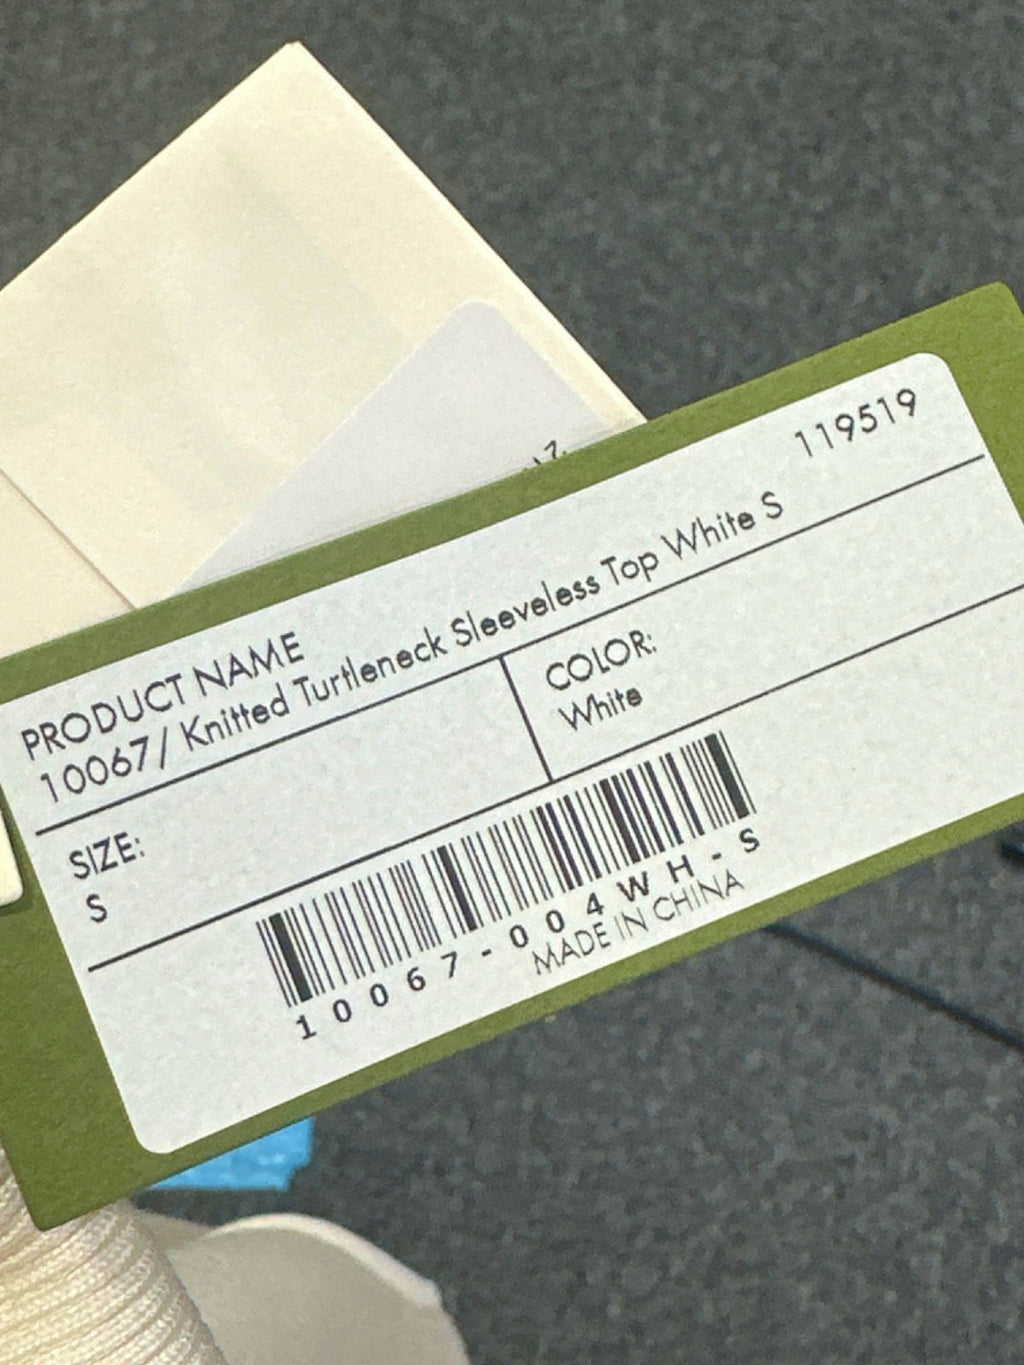 119519
PRODUCT NAME
10067/ Knitted Turtleneck Sleeveless Top White S
SIZE:
S
COLOR:
White
10067-004WH-S
MADE IN CHINA